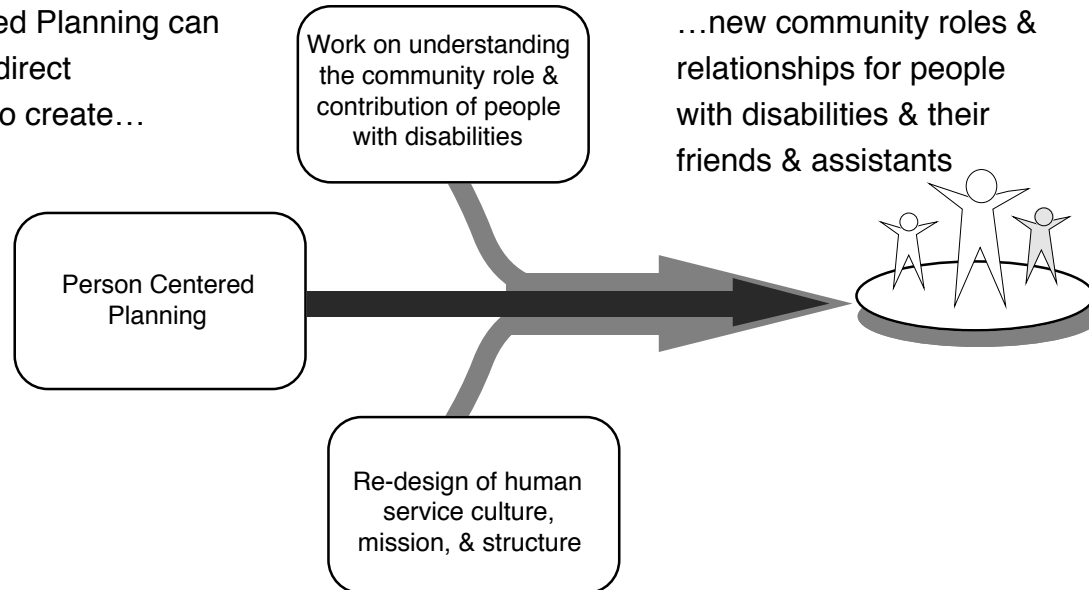 ed Planning can
direct
o create…
Work on understanding
the community role &
contribution of people
with disabilities
…new community roles &
relationships for people
with disabilities & their
friends & assistants
Person Centered
Planning
Re-design of human
service culture,
mission, & structure